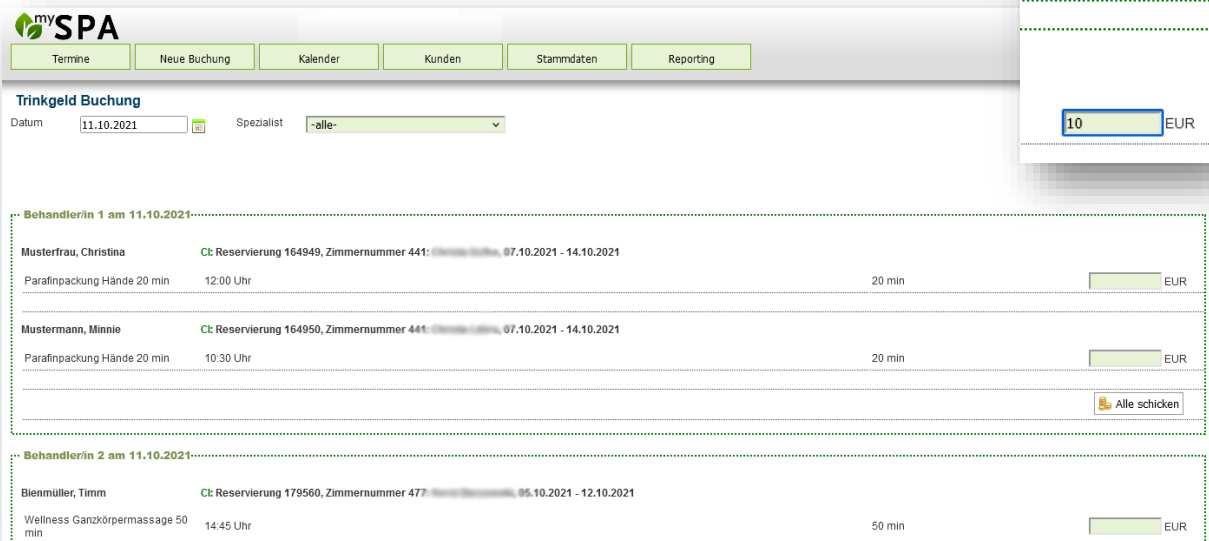 mySPA
Termine Neue Buchung Kalender Kunden Stammdaten Reporting
10 EUR
Trinkgeld Buchung
Datum 11.10.2021 Spezialist -alle-
Behandler/in 1 am 11.10.2021
Musterfrau, Christina CI: Reservierung 164949, Zimmernummer 441: 07.10.2021 - 14.10.2021
Parafinpackung Hände 20 min 12:00 Uhr 20 min EUR
Mustermann, Minnie CI: Reservierung 164950, Zimmernummer 441: 07.10.2021 - 14.10.2021
Parafinpackung Hände 20 min 10:30 Uhr 20 min EUR
Alle schicken
Behandler/in 2 am 11.10.2021
Bienmüller, Timm CI: Reservierung 179560, Zimmernummer 477: 05.10.2021 - 12.10.2021
Wellness Ganzkörpermassage 50
min 14:45 Uhr 50 min EUR